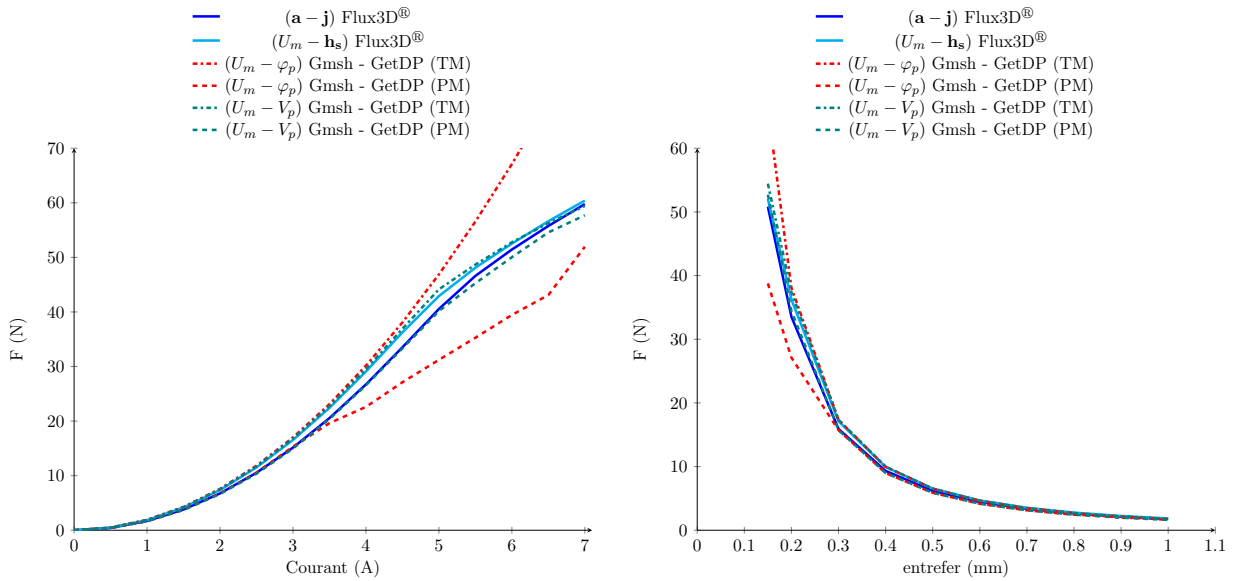 (a − j) Flux3D®
(U_m − h_s) Flux3D®
(U_m − φ_p) Gmsh - GetDP (TM)
(U_m − φ_p) Gmsh - GetDP (PM)
(U_m − V_p) Gmsh - GetDP (TM)
(U_m − V_p) Gmsh - GetDP (PM)
70
60
50
40
30
20
10
0
F (N)
0 1 2 3 4 5 6 7
Courant (A)
(a − j) Flux3D®
(U_m − h_s) Flux3D®
(U_m − φ_p) Gmsh - GetDP (TM)
(U_m − φ_p) Gmsh - GetDP (PM)
(U_m − V_p) Gmsh - GetDP (TM)
(U_m − V_p) Gmsh - GetDP (PM)
60
50
40
30
20
10
0
F (N)
0 0.1 0.2 0.3 0.4 0.5 0.6 0.7 0.8 0.9 1 1.1
entrefer (mm)